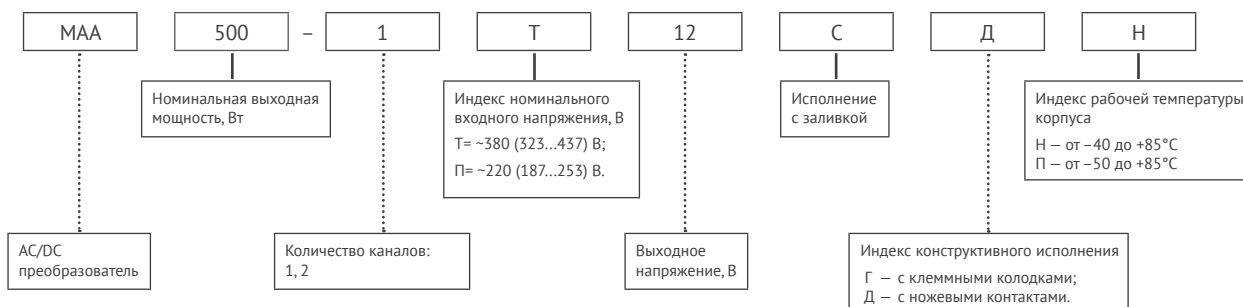 МАА 500 – 1 Т 12 С Д Н
Номинальная выходная
мощность, Вт
Индекс номинального
входного напряжения, В
Т= ~380 (323...437) В;
П= ~220 (187...253) В.
Исполнение
с заливкой
Индекс рабочей температуры
корпуса
Н — от –40 до +85°C
П — от –50 до +85°C
AC/DC
преобразователь
Количество каналов:
1, 2
Выходное
напряжение, В
Индекс конструктивного исполнения
Г — с клеммными колодками;
Д — с ножевыми контактами.